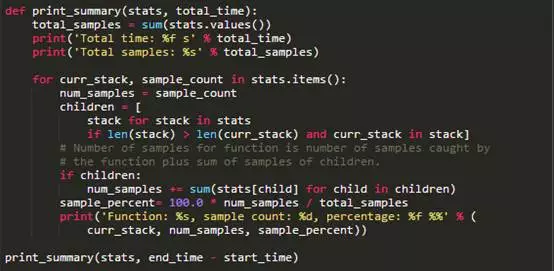 def print_summary(stats, total_time):
    total_samples = sum(stats.values())
    print('Total time: %f s' % total_time)
    print('Total samples: %s' % total_samples)

    for curr_stack, sample_count in stats.items():
        num_samples = sample_count
        children = [
            stack for stack in stats
            if len(stack) > len(curr_stack) and curr_stack in stack]
        # Number of samples for function is number of samples caught by
        # the function plus sum of samples of children.
        if children:
            num_samples += sum(stats[child] for child in children)
        sample_percent= 100.0 * num_samples / total_samples
        print('Function: %s, sample count: %d, percentage: %f %%' % (
            curr_stack, num_samples, sample_percent))

print_summary(stats, end_time - start_time)